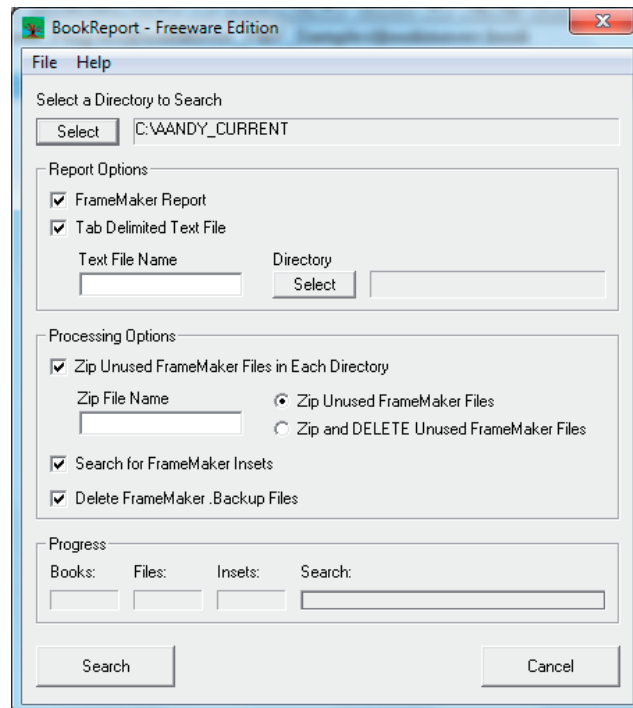 BookReport - Freeware Edition
File Help
Select a Directory to Search
Select C:\AANDY_CURRENT
Report Options
FrameMaker Report
Tab Delimited Text File
Text File Name Directory
Select
Processing Options
Zip Unused FrameMaker Files in Each Directory
Zip File Name Zip Unused FrameMaker Files
Zip and DELETE Unused FrameMaker Files
Search for FrameMaker Insets
Delete FrameMaker .Backup Files
Progress
Books: Files: Insets: Search:
Search Cancel